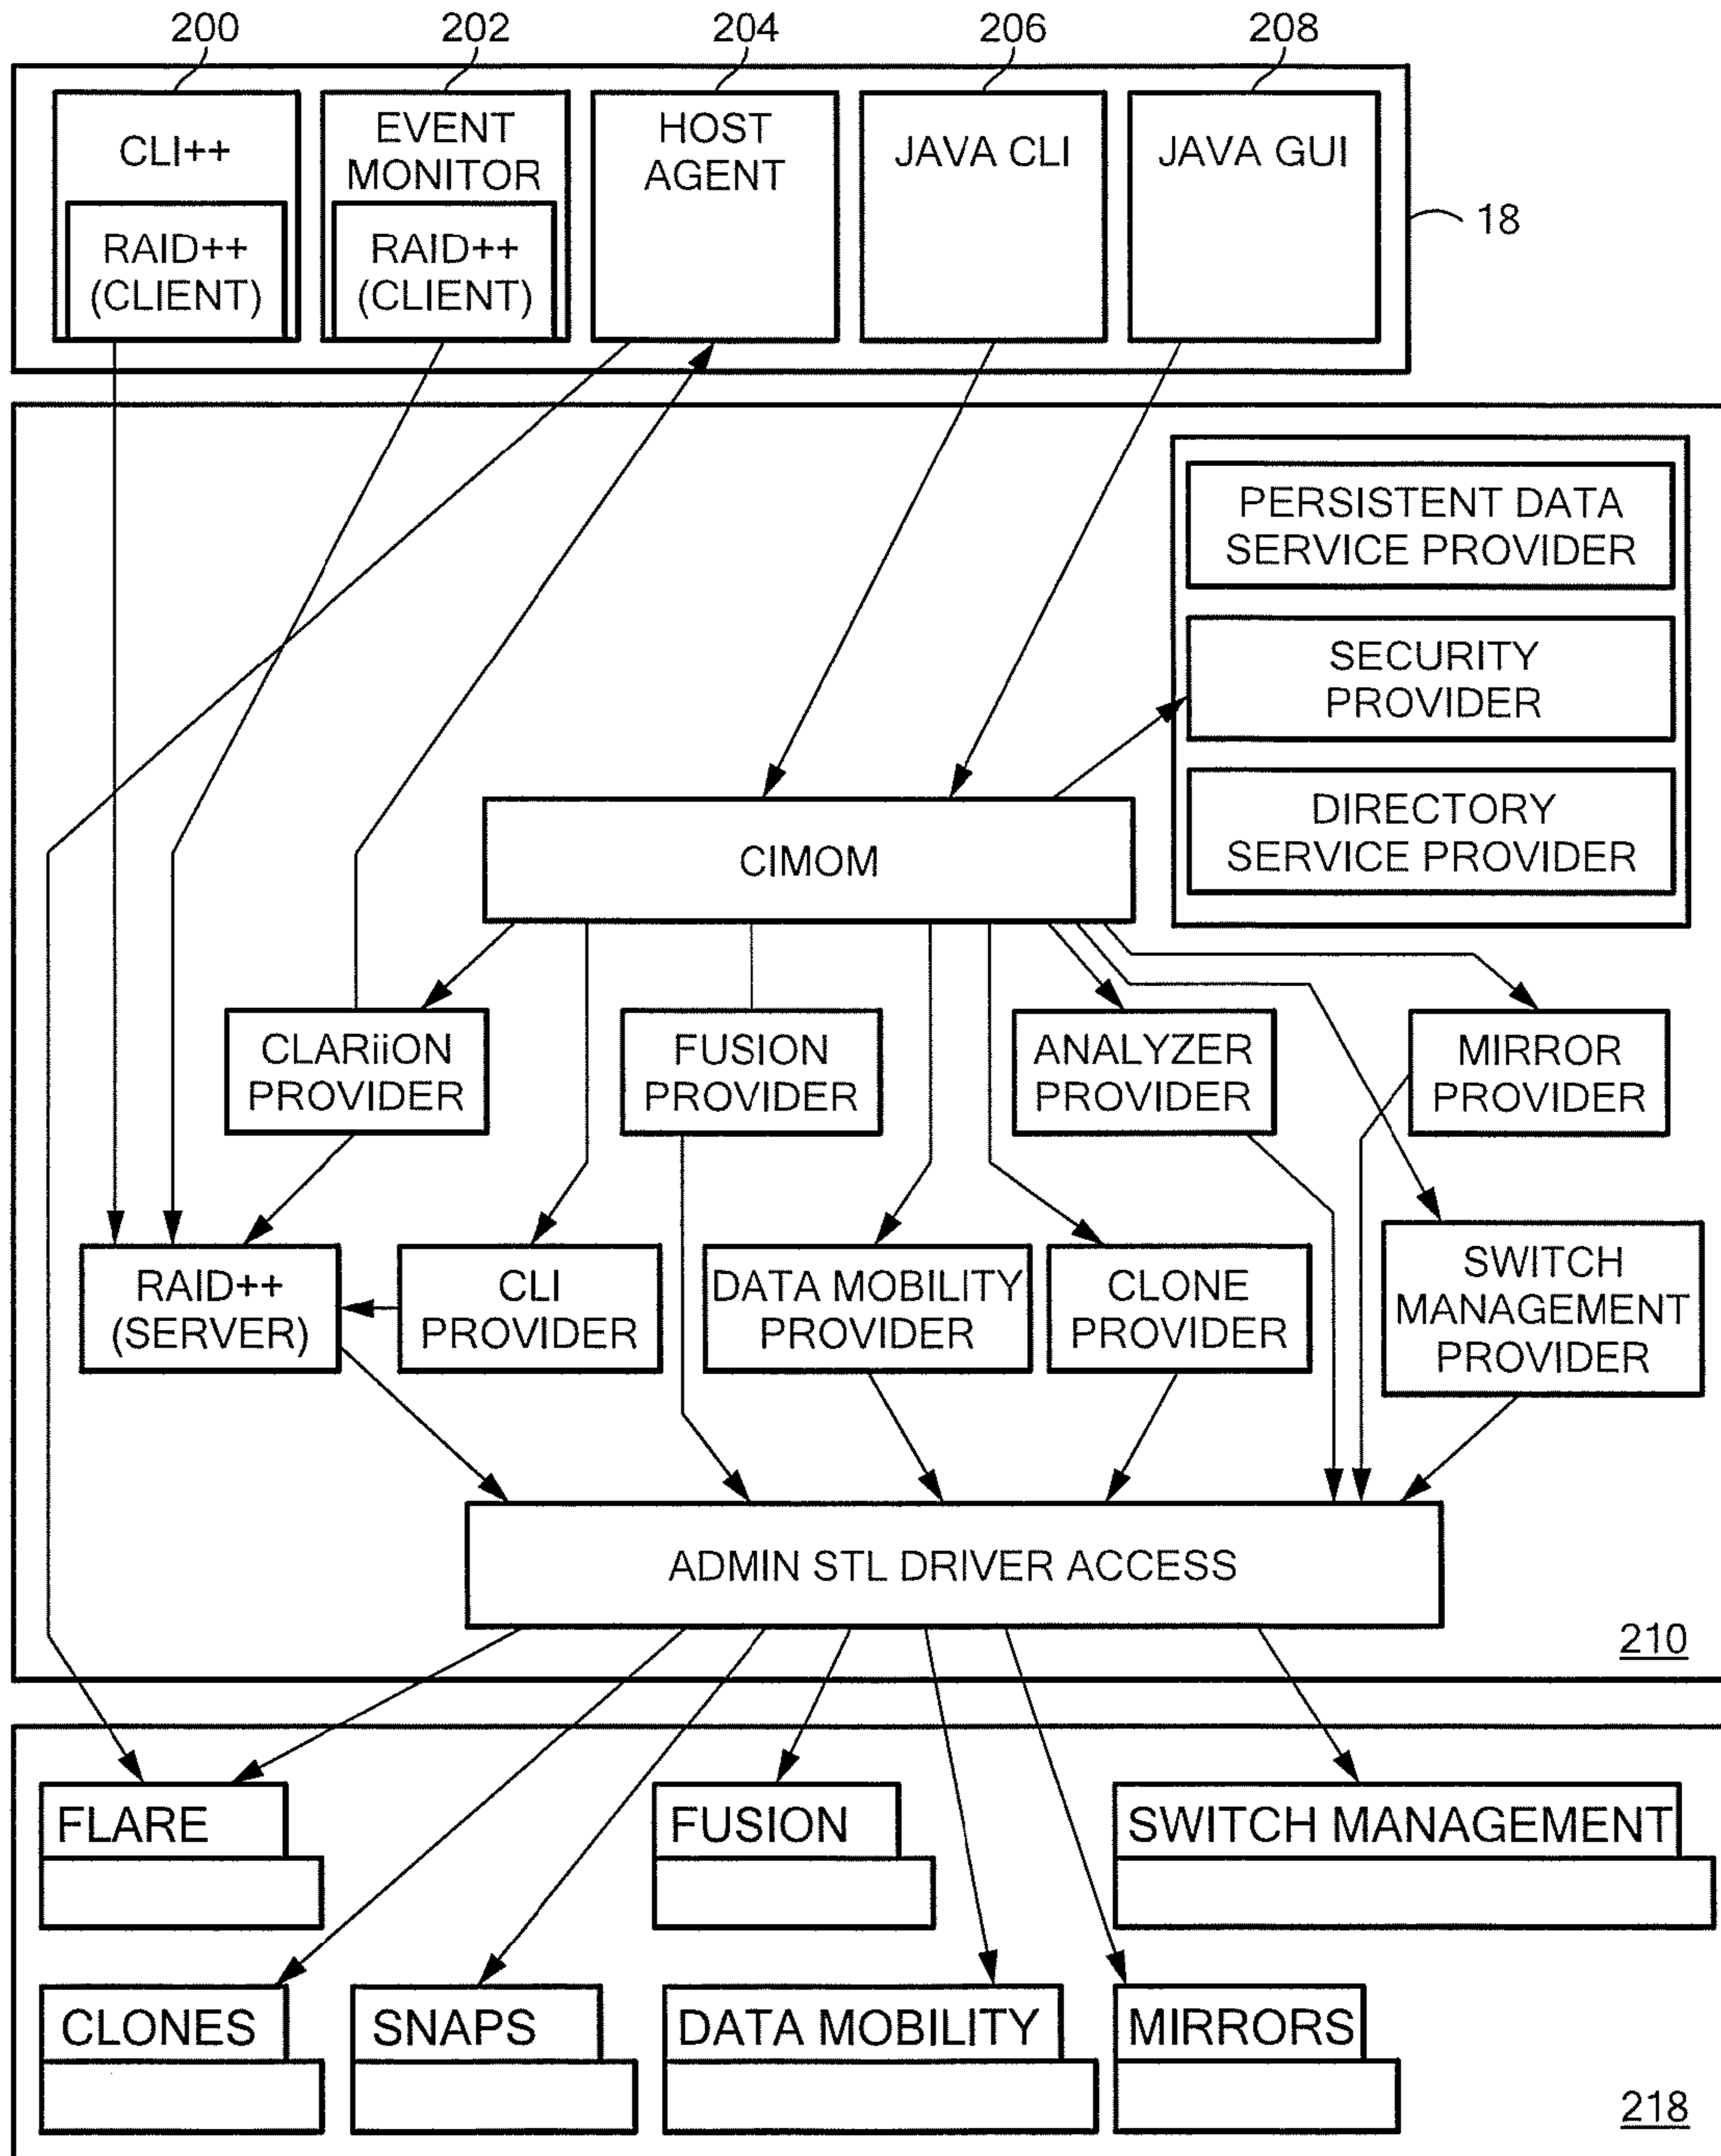 200
202
204
206
208
CLI++
RAID++
(CLIENT)
EVENT
MONITOR
RAID++
(CLIENT)
HOST
AGENT
JAVA CLI
JAVA GUI
18
PERSISTENT DATA
SERVICE PROVIDER
SECURITY
PROVIDER
DIRECTORY
SERVICE PROVIDER
CIMOM
CLARiiON
PROVIDER
FUSION
PROVIDER
ANALYZER
PROVIDER
MIRROR
PROVIDER
RAID++
(SERVER)
CLI
PROVIDER
DATA MOBILITY
PROVIDER
CLONE
PROVIDER
SWITCH
MANAGEMENT
PROVIDER
ADMIN STL DRIVER ACCESS
210
FLARE
FUSION
SWITCH MANAGEMENT
CLONES
SNAPS
DATA MOBILITY
MIRRORS
218